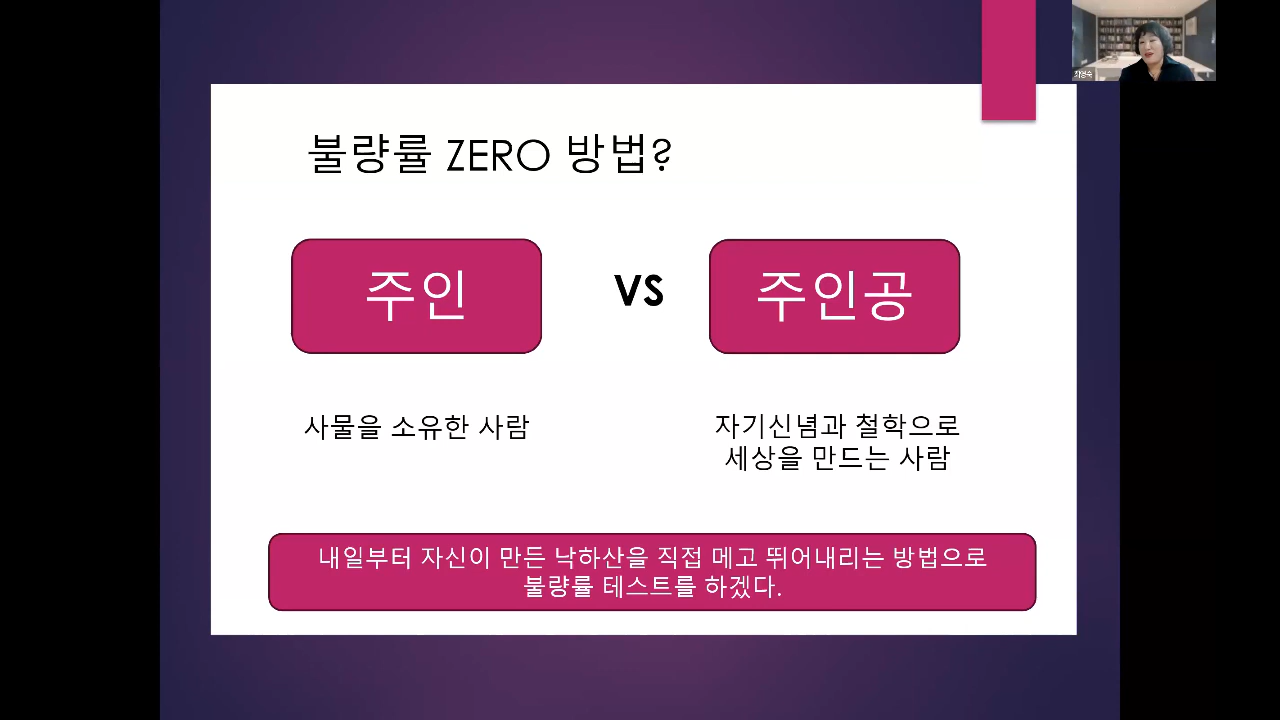 불량률 ZERO 방법?
주인
VS
주인공
사물을 소유한 사람
자기신념과 철학으로
세상을 만드는 사람
내일부터 자신이 만든 낙하산을 직접 메고 뛰어내리는 방법으로
불량률 테스트를 하겠다.